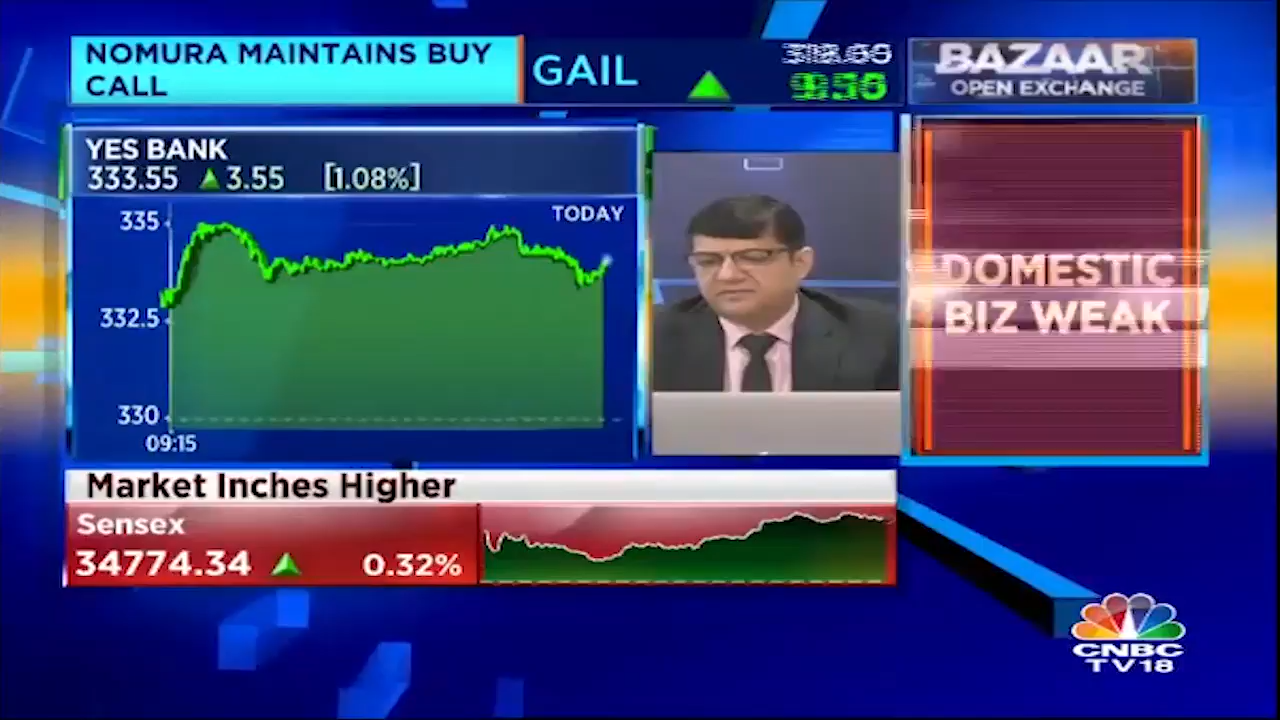 NOMURA MAINTAINS BUY
CALL
GAIL
BAZAAR
OPEN EXCHANGE
YES BANK
333.55 ▲ 3.55 [1.08%]
TODAY
335
332.5
330
09:15
DOMESTIC
BIZ WEAK
Market Inches Higher
Sensex
34774.34 ▲ 0.32%
CNBC
TV18